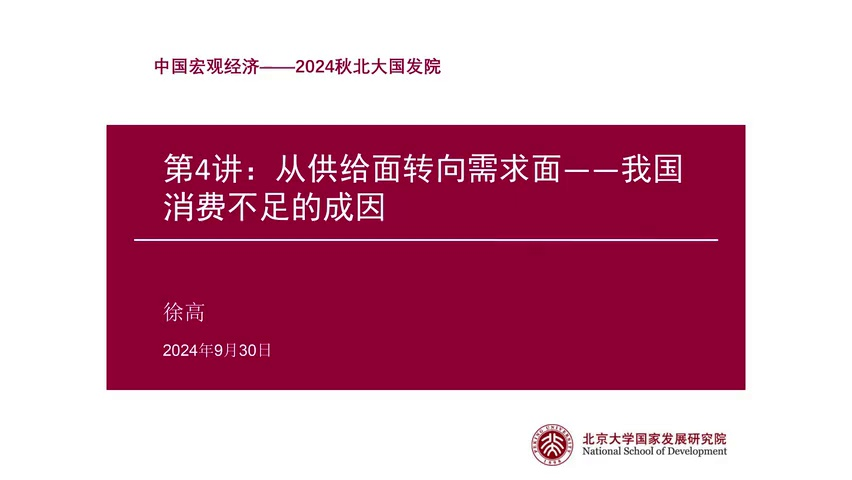 中国宏观经济——2024秋北大国发院
第4讲：从供给面转向需求面——我国
消费不足的成因
徐高
2024年9月30日
北京大学国家发展研究院
National School of Development